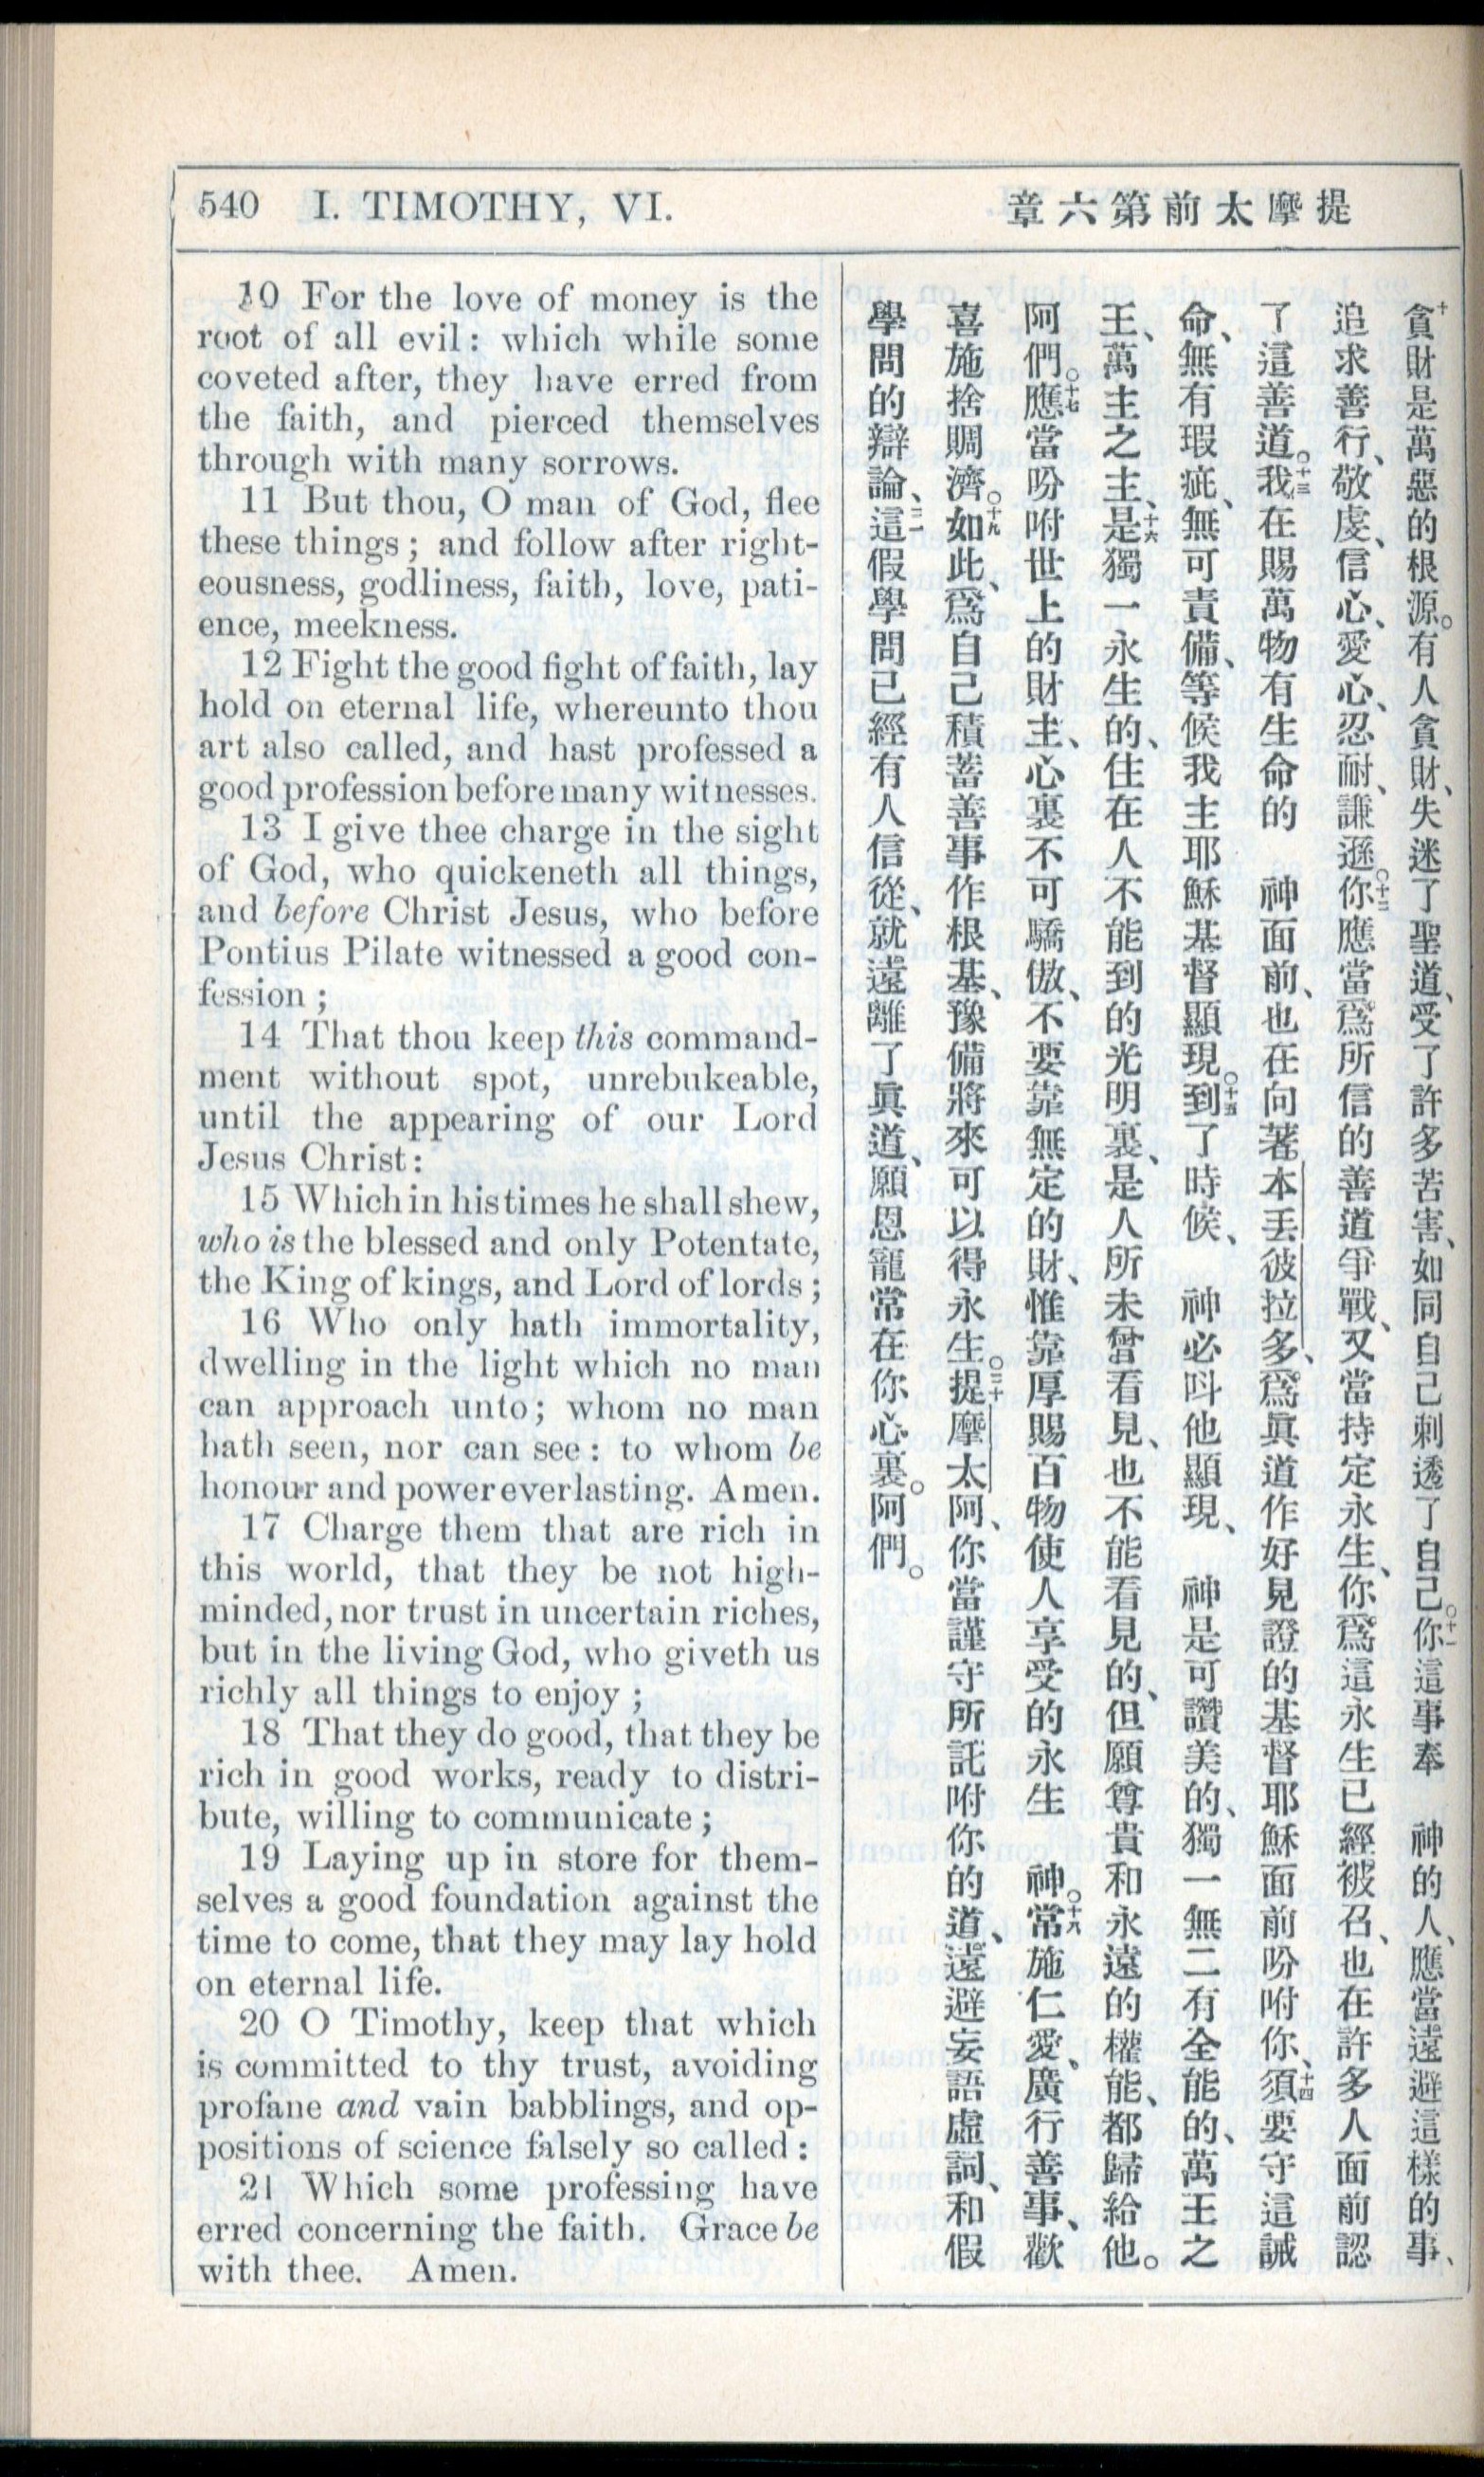 540 I. TIMOTHY, VI.
章六第前太摩提
10 For the love of money is the
root of all evil: which while some
coveted after, they have erred from
the faith, and pierced themselves
through with many sorrows.
11 But thou, O man of God, flee
these things; and follow after right-
eousness, godliness, faith, love, pati-
ence, meekness.
12 Fight the good fight of faith, lay
hold on eternal life, whereunto thou
art also called, and hast professed a
good profession before many witnesses.
13 I give thee charge in the sight
of God, who quickeneth all things,
and before Christ Jesus, who before
Pontius Pilate witnessed a good con-
fession;
14 That thou keep this command-
ment without spot, unrebukeable,
until the appearing of our Lord
Jesus Christ:
15 Which in his times he shall shew,
who is the blessed and only Potentate,
the King of kings, and Lord of lords;
16 Who only hath immortality,
dwelling in the light which no man
can approach unto; whom no man
hath seen, nor can see: to whom be
honour and power everlasting. Amen.
17 Charge them that are rich in
this world, that they be not high-
minded, nor trust in uncertain riches,
but in the living God, who giveth us
richly all things to enjoy;
18 That they do good, that they be
rich in good works, ready to distri-
bute, willing to communicate;
19 Laying up in store for them-
selves a good foundation against the
time to come, that they may lay hold
on eternal life.
20 O Timothy, keep that which
is committed to thy trust, avoiding
profane and vain babblings, and op-
positions of science falsely so called:
21 Which some professing have
erred concerning the faith. Grace be
with thee. Amen.
十貪財是萬惡的根源。有人貪財、失迷了聖道、受了許多苦害、如同自己刺透了自己。十一你這事奉 神的人、應當遠避這樣的事、
追求善行、敬虔、信心、愛心、忍耐、謙遜。十二你應當爲所信的善道爭戰、又當持定永生、你爲這永生已經被召、也在許多人面前認
了這善道。十三我在賜萬物有生命的 神面前、也在向著本丟彼拉多、爲眞道作好見證的基督耶穌面前吩咐你、十四須要守這誡
命、無有瑕疵、無可責備、等候我主耶穌基督顯現。十五到了時候、 神必呌他顯現、 神是可讚美的、獨一無二有全能的、萬王之
王、萬主之主、十六是獨一永生的、住在人不能到的光明裏、是人所未曾看見、也不能看見的、但願尊貴和永遠的權能、都歸給他。
阿們。十七應當吩咐世上的財主、心裏不可驕傲、不要靠無定的財、惟靠厚賜百物使人享受的永生 神。十八常施仁愛、廣行善事、歡
喜施捨賙濟。十九如此、爲自己積蓄善事作根基、豫備將來可以得永生。二十提摩太阿、你當謹守所託咐你的道、遠避妄語虛詞、和假
學問的辯論、二一這假學問已經有人信從、就遠離了眞道、願恩寵常在你心裏。阿們。